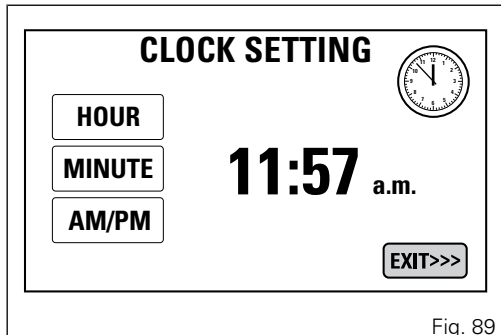 CLOCK SETTING
HOUR
MINUTE
AM/PM
11:57 a.m.
EXIT>>>
Fig. 89